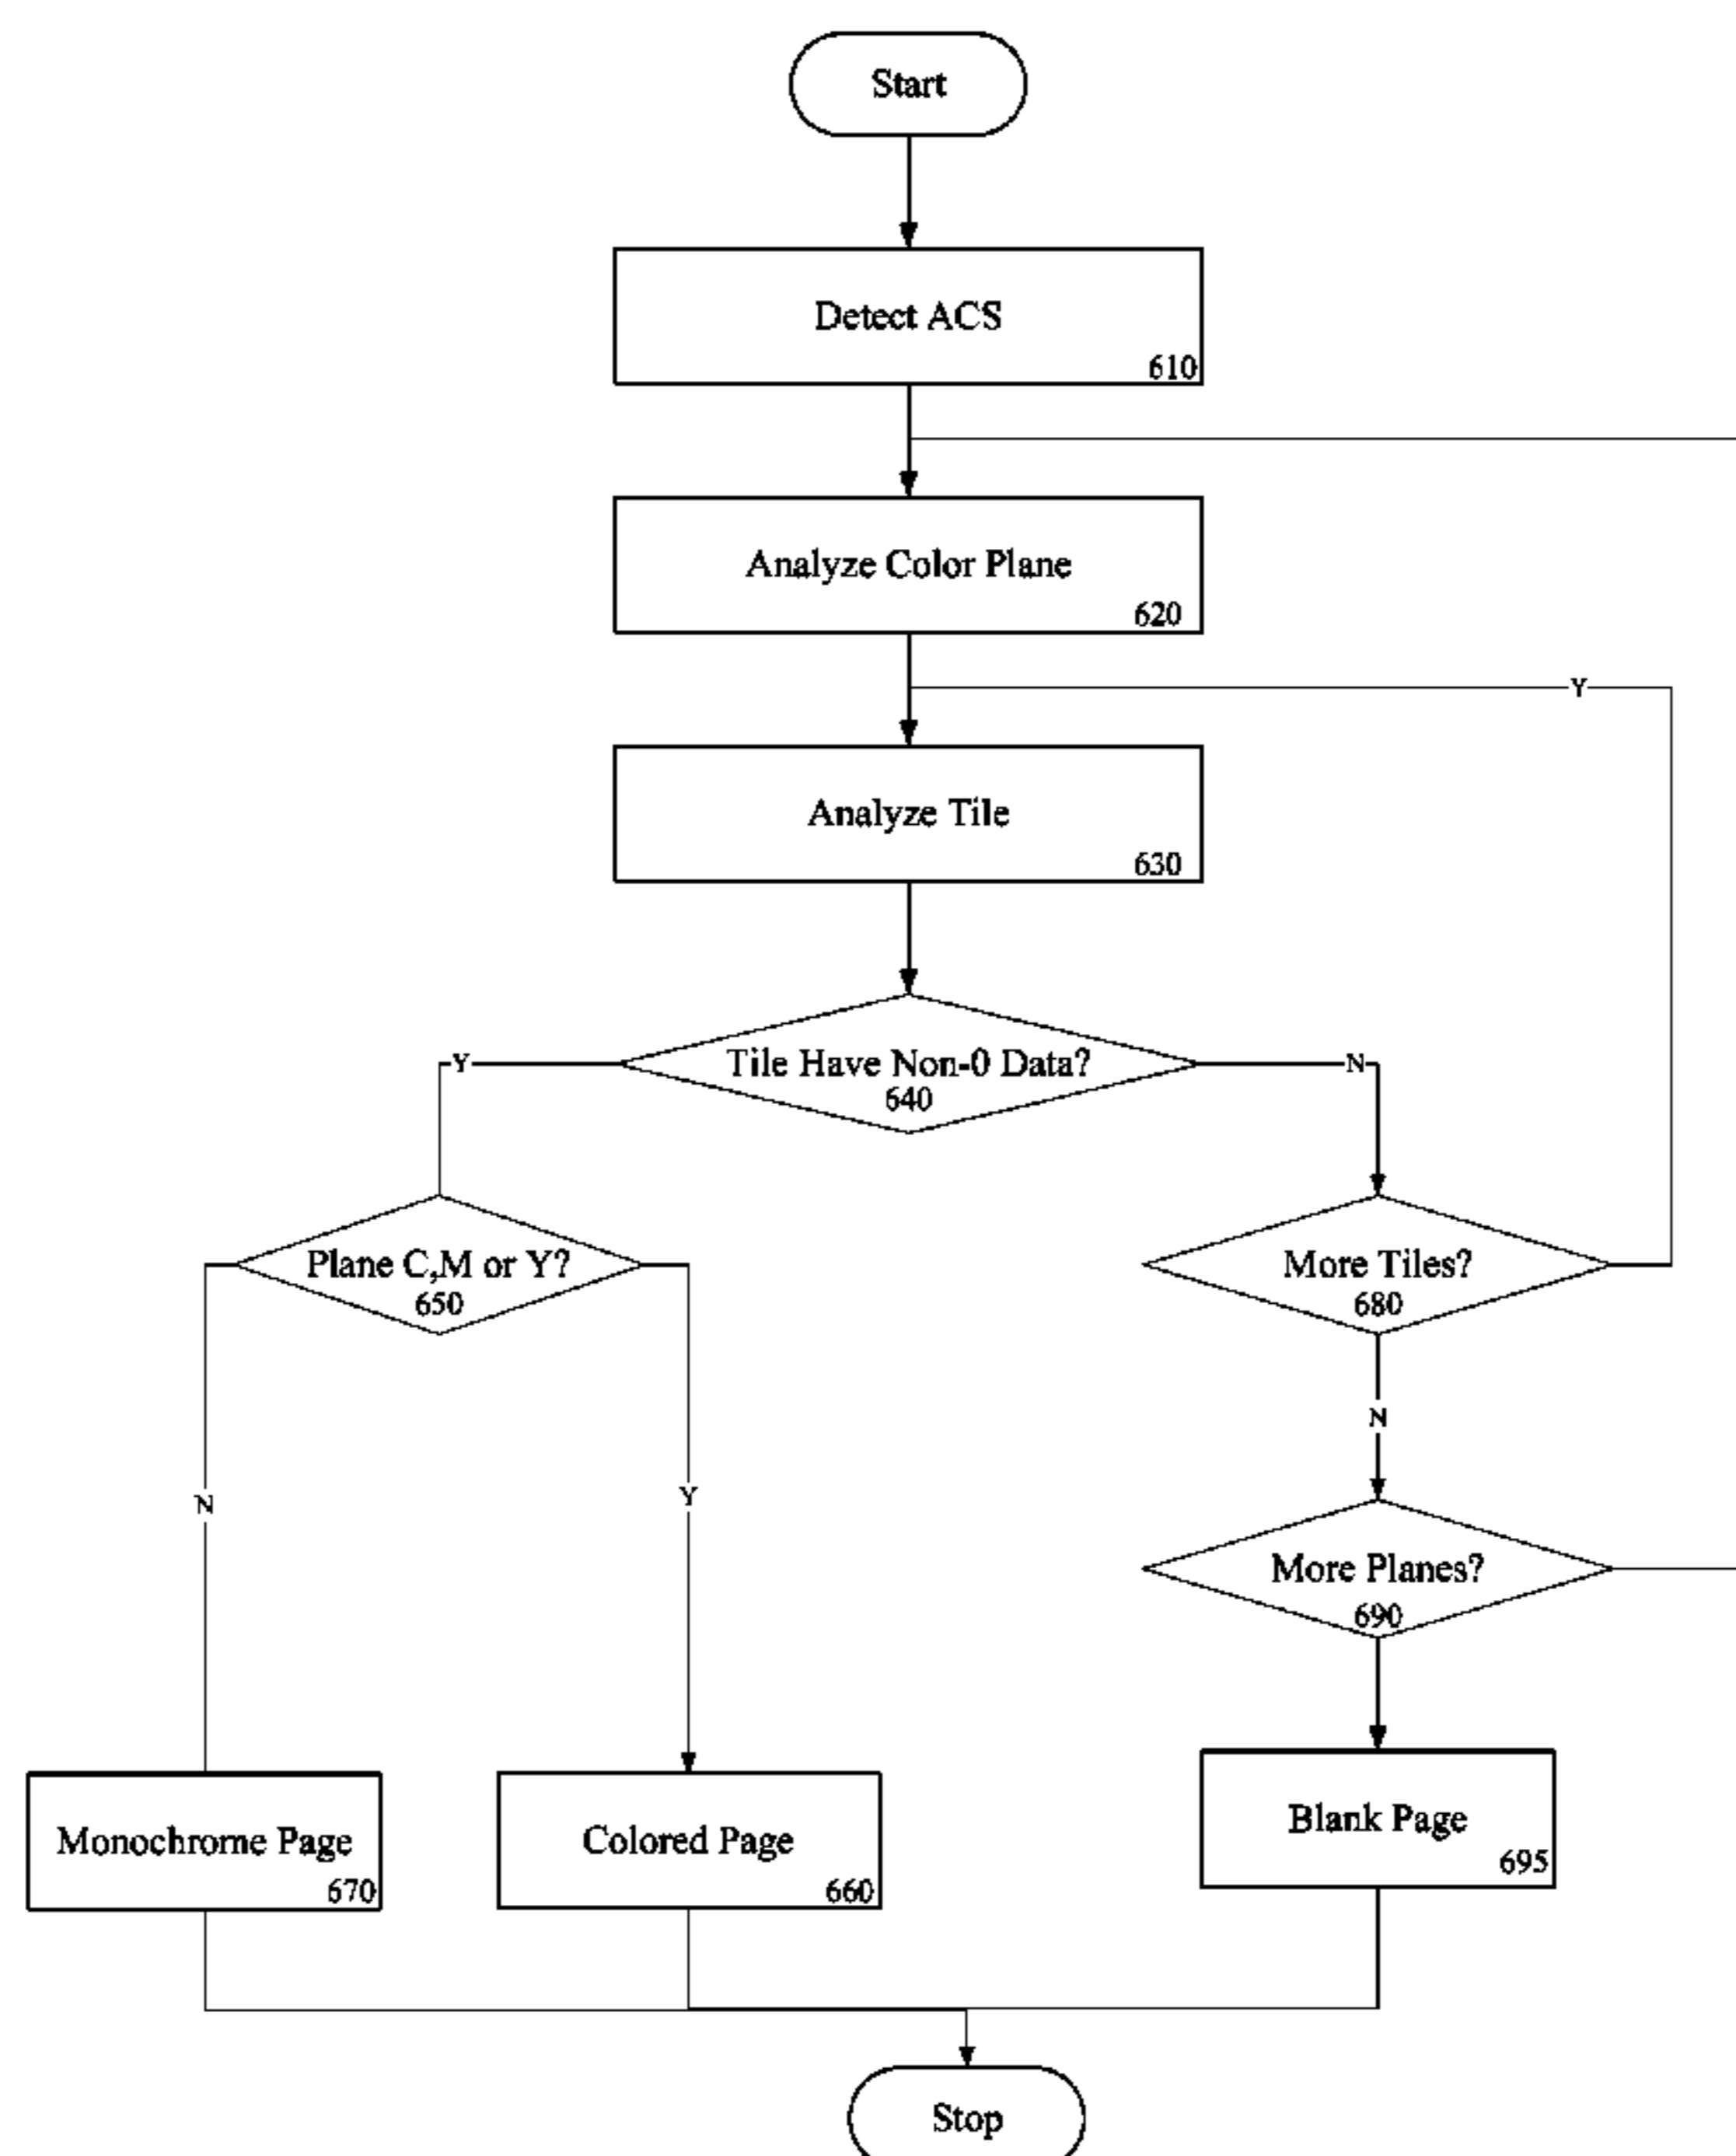 Start
Detect ACS
610
Analyze Color Plane
620
Y
Analyze Tile
630
Y
Tile Have Non-0 Data?
640
N
Plane C,M or Y?
650
More Tiles?
680
N
N
Y
More Planes?
690
Monochrome Page
670
Colored Page
660
Blank Page
695
Stop